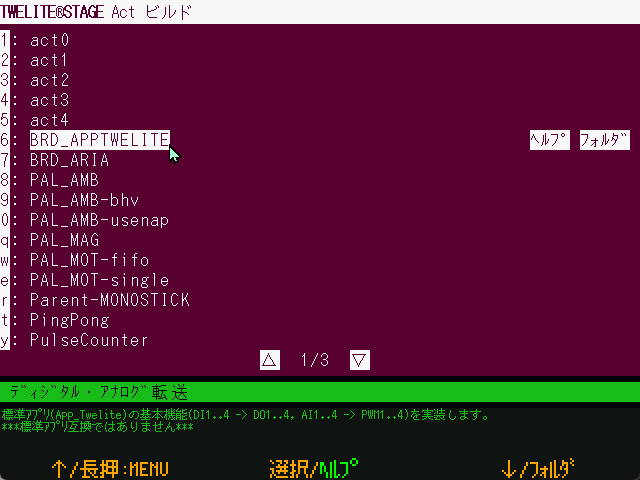 TWELITE®STAGE Act ビルド
1: act0
2: act1
3: act2
4: act3
5: act4
6: BRD_APPTWELITE ﾍﾙﾌﾟ ﾌｫﾙﾀﾞ
7: BRD_ARIA
8: PAL_AMB
9: PAL_AMB-bhv
0: PAL_AMB-usenap
q: PAL_MAG
w: PAL_MOT-fifo
e: PAL_MOT-single
r: Parent-MONOSTICK
t: PingPong
y: PulseCounter
△ 1/3 ▽
ﾃﾞｨｼﾞﾀﾙ・ｱﾅﾛｸﾞ転送
標準ｱﾌﾟﾘ(App_Twelite)の基本機能(DI1..4 -> DO1..4, AI1..4 -> PWM1..4)を実装します。
***標準ｱﾌﾟﾘ互換ではありません***
↑/長押:MENU 選択/ﾍﾙﾌﾟ ↓/ﾌｫﾙﾀﾞ